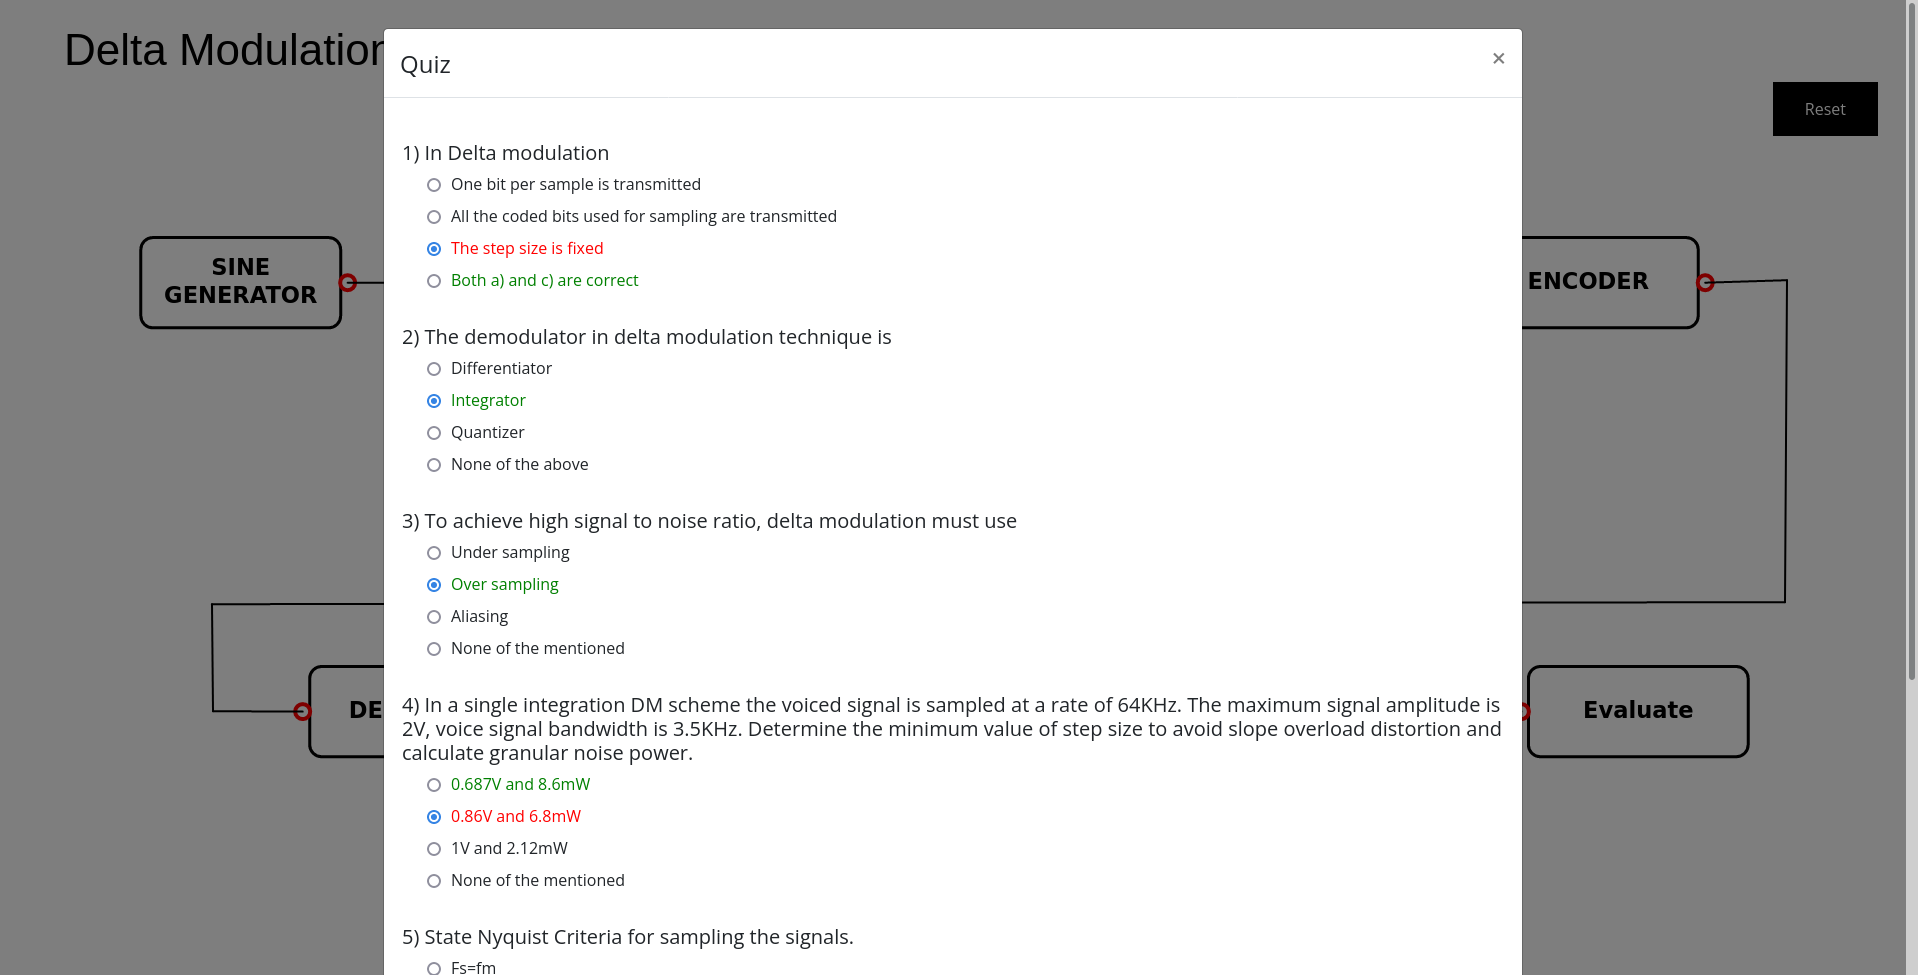 Delta Modulation
Quiz
×
Reset
1) In Delta modulation
One bit per sample is transmitted
All the coded bits used for sampling are transmitted
The step size is fixed
Both a) and c) are correct
SINE
GENERATOR
ENCODER
2) The demodulator in delta modulation technique is
Differentiator
Integrator
Quantizer
None of the above
3) To achieve high signal to noise ratio, delta modulation must use
Under sampling
Over sampling
Aliasing
None of the mentioned
DE
Evaluate
4) In a single integration DM scheme the voiced signal is sampled at a rate of 64KHz. The maximum signal amplitude is
2V, voice signal bandwidth is 3.5KHz. Determine the minimum value of step size to avoid slope overload distortion and
calculate granular noise power.
0.687V and 8.6mW
0.86V and 6.8mW
1V and 2.12mW
None of the mentioned
5) State Nyquist Criteria for sampling the signals.
Fs=fm